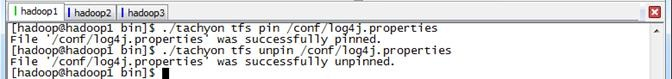 hadoop1 hadoop2 hadoop3
[hadoop@hadoop1 bin]$ ./tachyon tfs pin /conf/log4j.properties
File '/conf/log4j.properties' was successfully pinned.
[hadoop@hadoop1 bin]$ ./tachyon tfs unpin /conf/log4j.properties
File '/conf/log4j.properties' was successfully unpinned.
[hadoop@hadoop1 bin]$